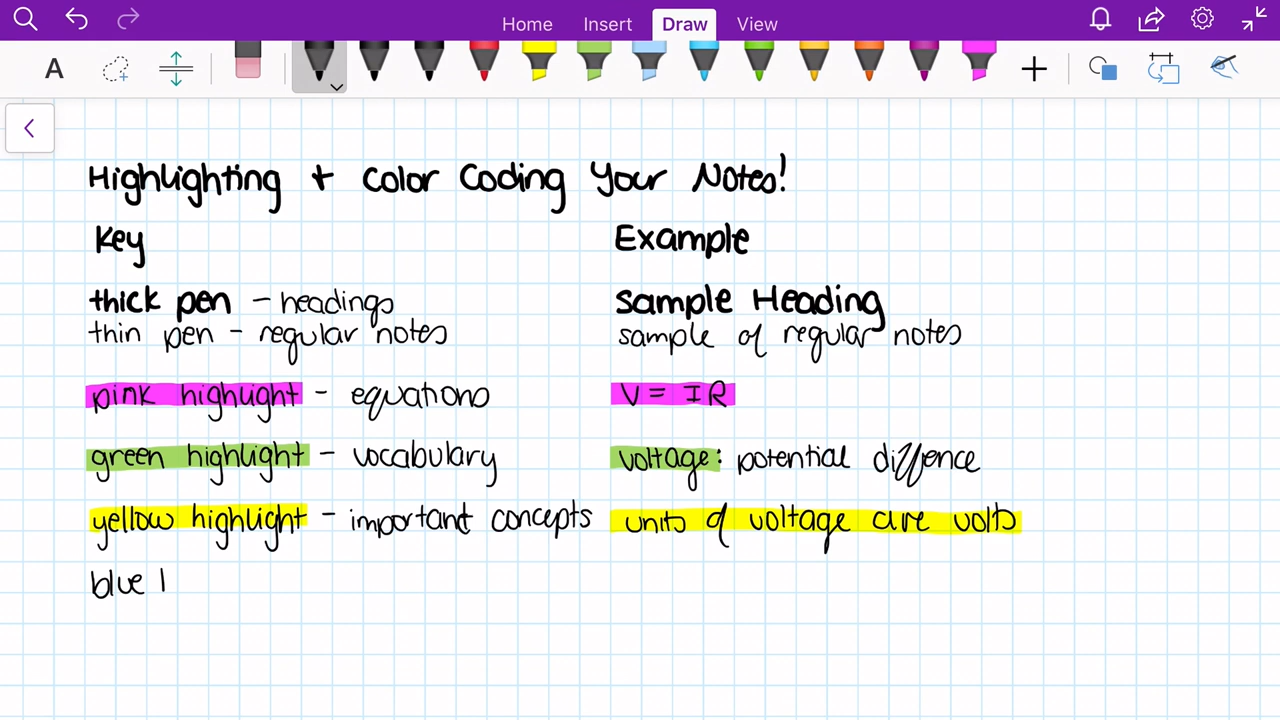 Home Insert Draw View
A
Highlighting + Color Coding Your Notes!
Key Example
thick pen - headings Sample Heading
thin pen - regular notes sample of regular notes
pink highlight - equations V = IR
green highlight - vocabulary voltage: potential diffence
yellow highlight - important concepts units of voltage are volts
blue l